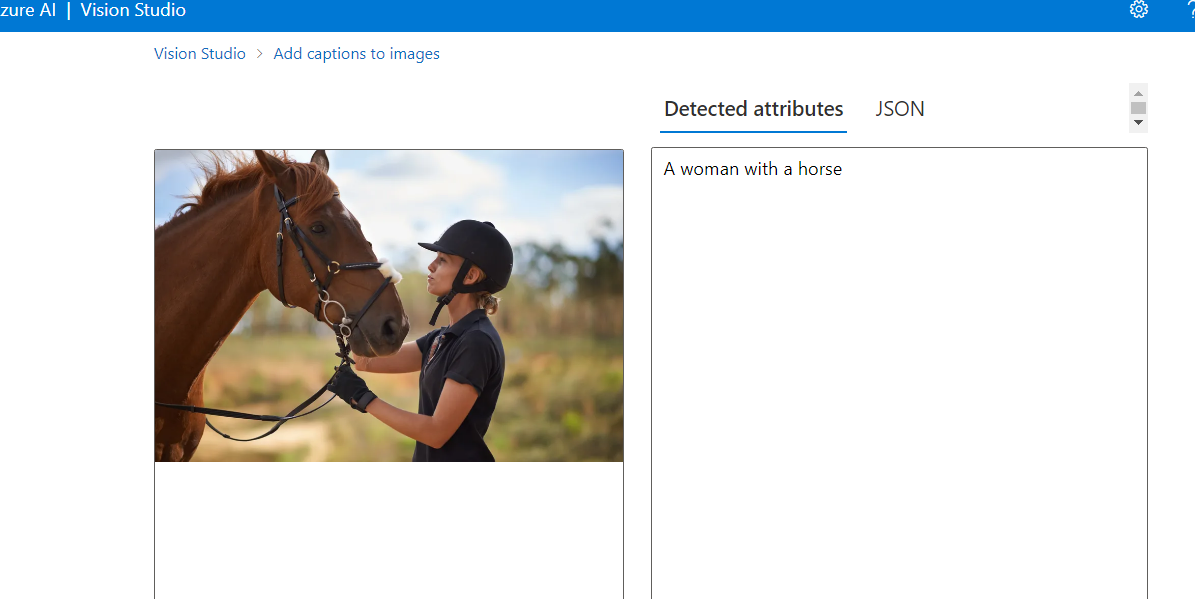 zure AI | Vision Studio
Vision Studio > Add captions to images
Detected attributes JSON
A woman with a horse